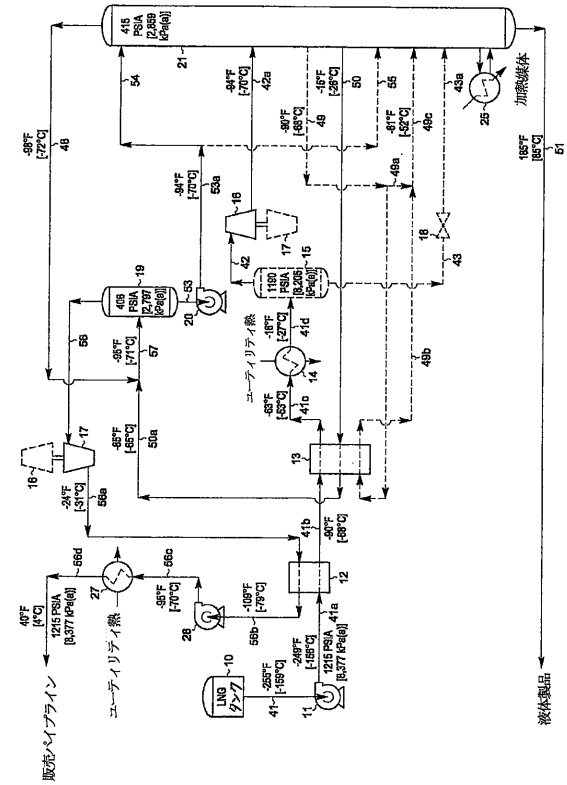 415
PSIA
[2,859
kPa(a)]
21
-98°F
[-72°C]
48
54
-94°F
[-70°C]
42a
-90°F
[-68°C]
49
-15°F
[-26°C]
50
55
-61°F
[-52°C]
49c
43a
25
加熱媒体
185°F
[85°C]
51
-94°F
[-70°C]
53a
49a
16
17
18
19
406
PSIA
[2,797
kPa(a)]
53
20
42
15
1190
PSIA
[8,205
kPa(a)]
43
56
-95°F
[-71°C]
57
-16°F
[-27°C]
41d
ユーティリティ熱
14
-63°F
[-53°C]
41c
49b
16
17
-24°F
[-31°C]
56a
-85°F
[-65°C]
50a
13
41b
-90°F
[-68°C]
56d
27
40°F
[4°C]
1215 PSIA
[8,377 kPa(a)]
56c
-95°F
[-70°C]
26
-109°F
[-79°C]
56b
12
41a
-249°F
[-156°C]
1215 PSIA
[8,377 kPa(a)]
ユーティリティ熱
10
LNG
タンク
-255°F
[-159°C]
41
11
販売パイプライン
液体製品